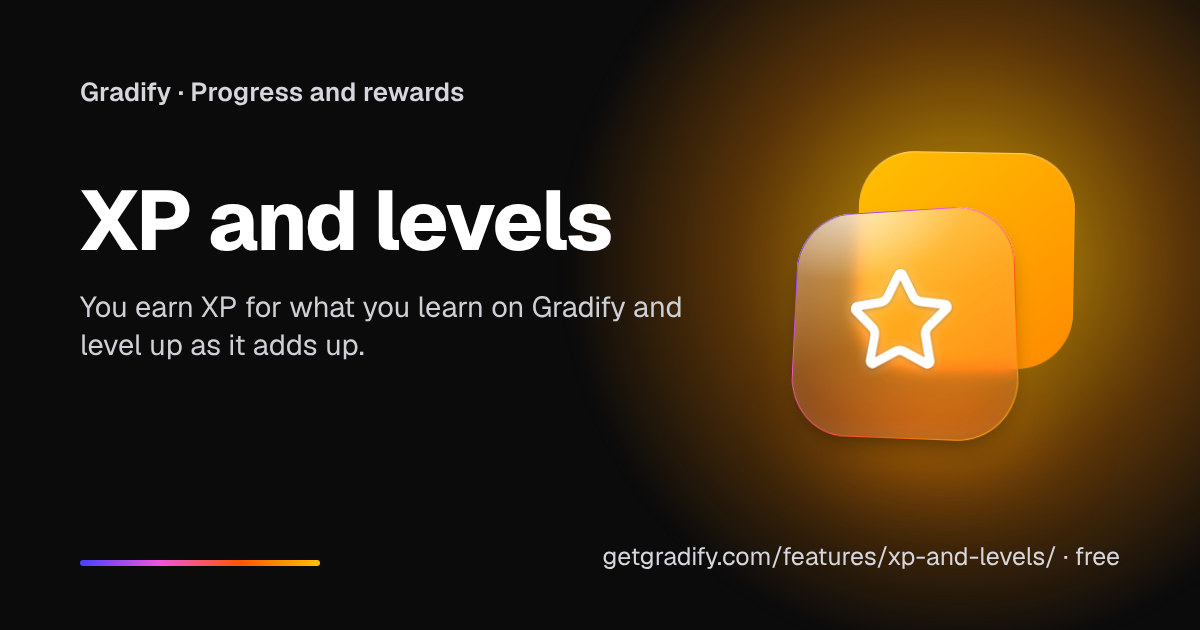 Gradify · Progress and rewards
XP and levels
You earn XP for what you learn on Gradify and
level up as it adds up.
getgradify.com/features/xp-and-levels/ · free